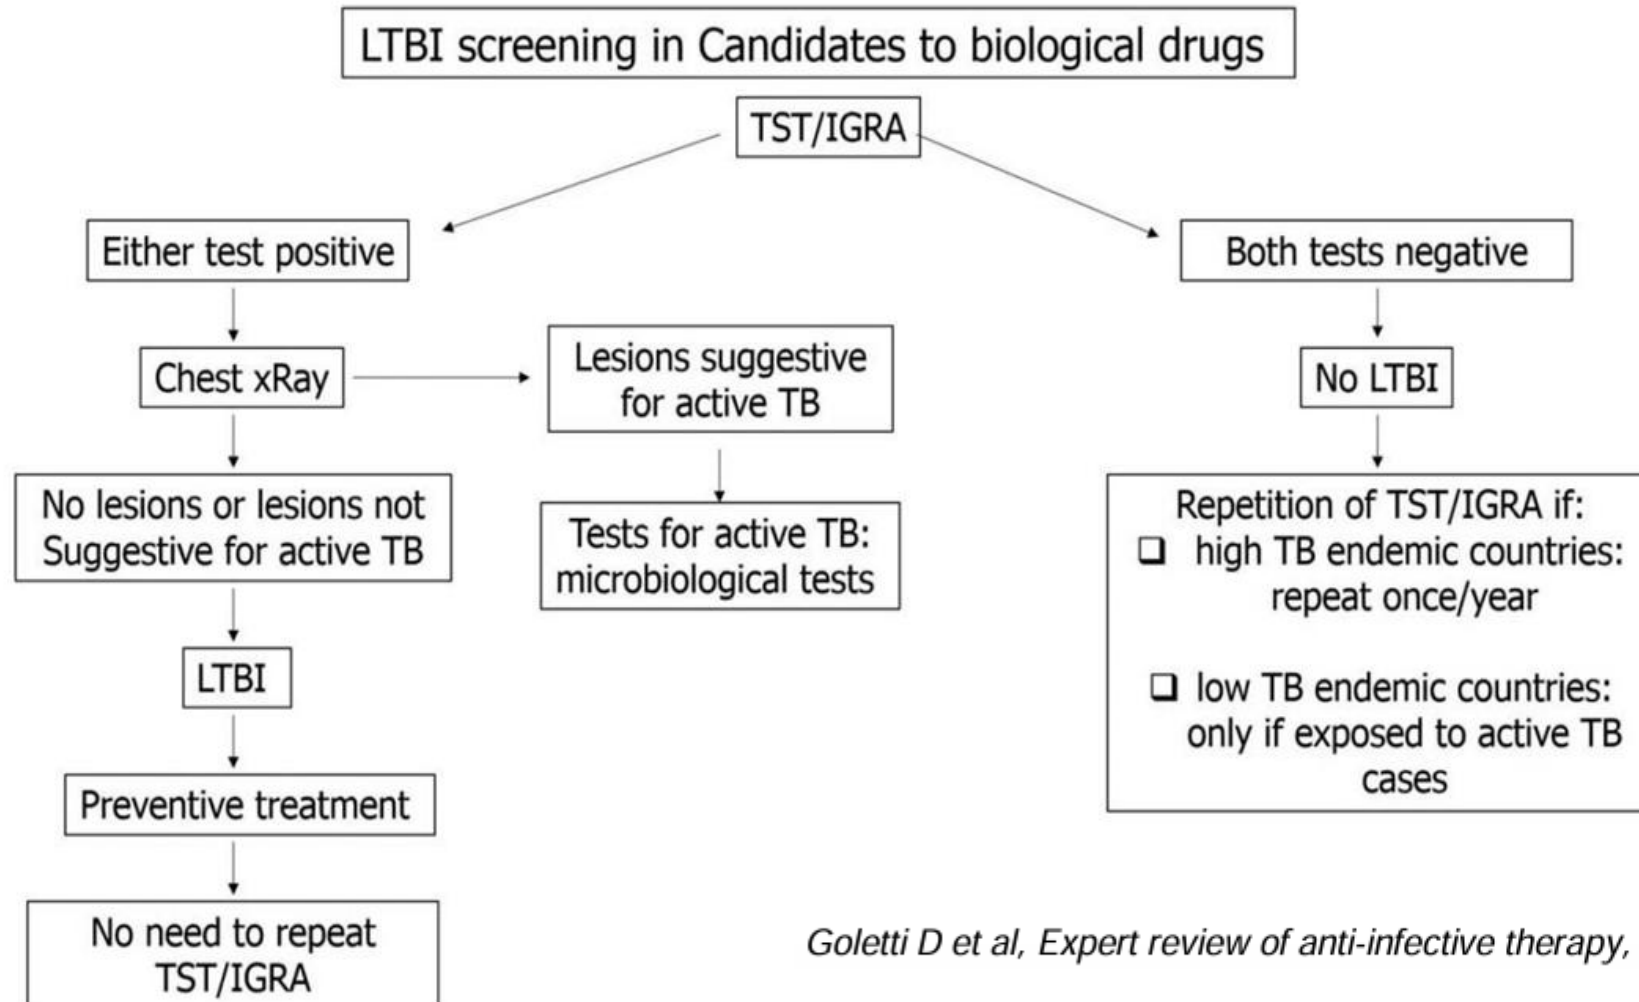 LTBI screening in Candidates to biological drugs
TST/IGRA
Either test positive
Both tests negative
Chest xRay
Lesions suggestive
for active TB
No LTBI
No lesions or lesions not
Suggestive for active TB
Tests for active TB:
microbiological tests
Repetition of TST/IGRA if:
❑ high TB endemic countries:
repeat once/year
❑ low TB endemic countries:
only if exposed to active TB
cases
LTBI
Preventive treatment
No need to repeat
TST/IGRA
Goletti D et al, Expert review of anti-infective therapy,